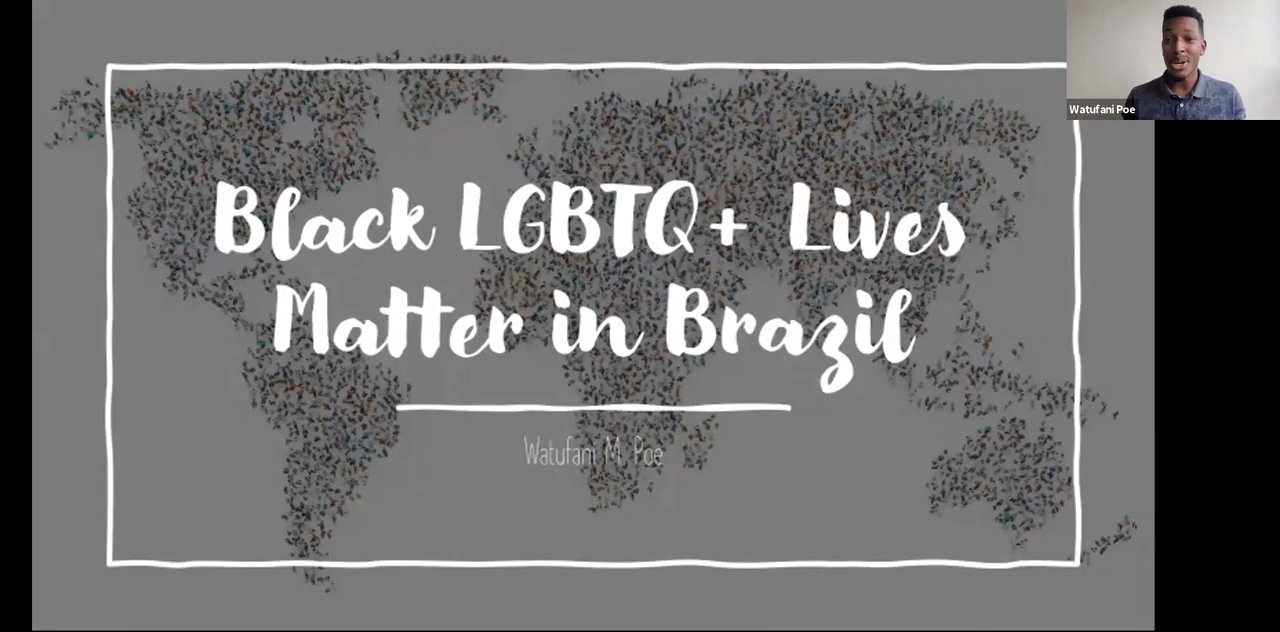 Black LGBTQ+ Lives
Matter in Brazil
Watufani M. Poe
Watufani Poe